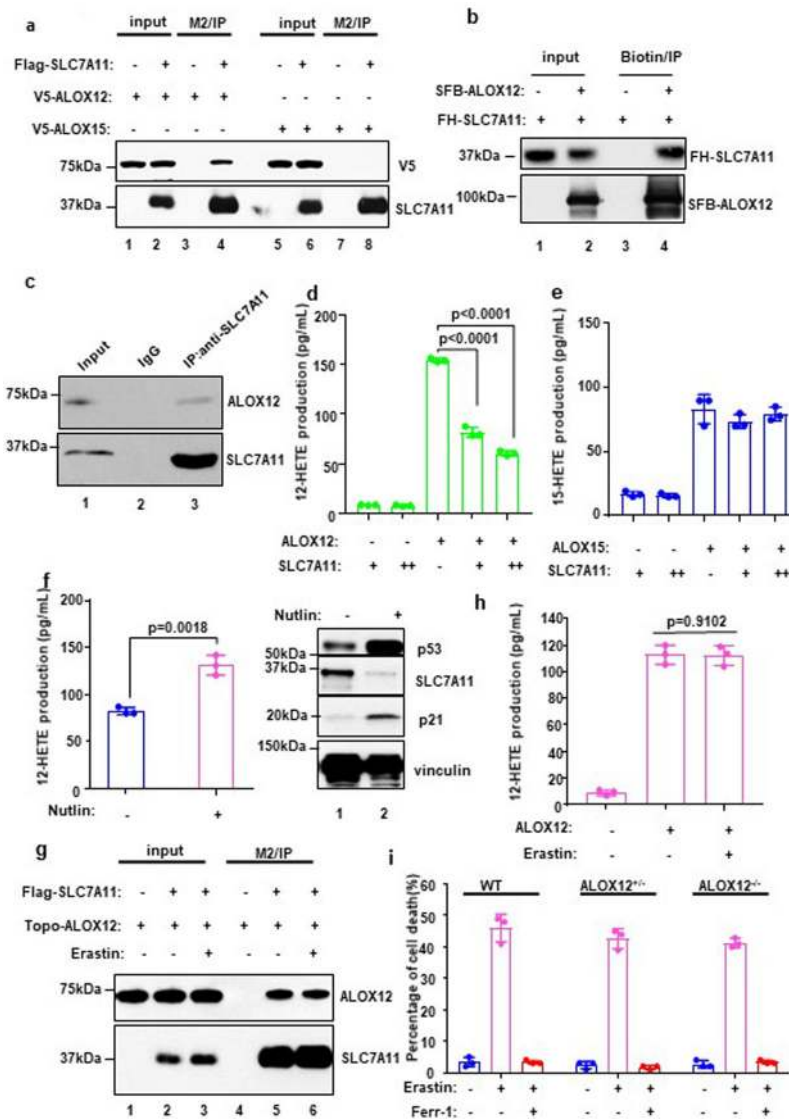 a
input M2/IP input M2/IP
Flag-SLC7A11: - + - + - + - +
V5-ALOX12: + + + + - - - -
V5-ALOX15: - - - - + + + +
75kDa V5
37kDa SLC7A11
1 2 3 4 5 6 7 8
b
input Biotin/IP
SFB-ALOX12: - + - +
FH-SLC7A11: + + + +
37kDa FH-SLC7A11
100kDa SFB-ALOX12
1 2 3 4
c
Input IgG IP:anti-SLC7A11
75kDa ALOX12
37kDa SLC7A11
1 2 3
d
12-HETE production (pg/mL)
200
150
100
50
0
p<0.0001
p<0.0001
ALOX12: - - + + +
SLC7A11: + ++ - + ++
e
15-HETE production (pg/mL)
150
100
50
0
ALOX15: - - + + +
SLC7A11: + ++ - + ++
f
12-HETE production (pg/mL)
200
150
100
50
0
p=0.0018
Nutlin: - +
Nutlin: - +
50kDa p53
37kDa SLC7A11
20kDa p21
150kDa vinculin
1 2
h
12-HETE production (pg/mL)
140
120
100
80
60
40
20
0
p=0.9102
ALOX12: - + +
Erastin: - - +
g
input M2/IP
Flag-SLC7A11: - + + - + +
Topo-ALOX12: + + + + + +
Erastin: - - + - - +
75kDa ALOX12
37kDa SLC7A11
1 2 3 4 5 6
i
Percentage of cell death(%)
60
50
40
30
20
10
0
WT ALOX12+/- ALOX12-/-
Erastin: - + + - + + - + +
Ferr-1: - - + - - + - - +